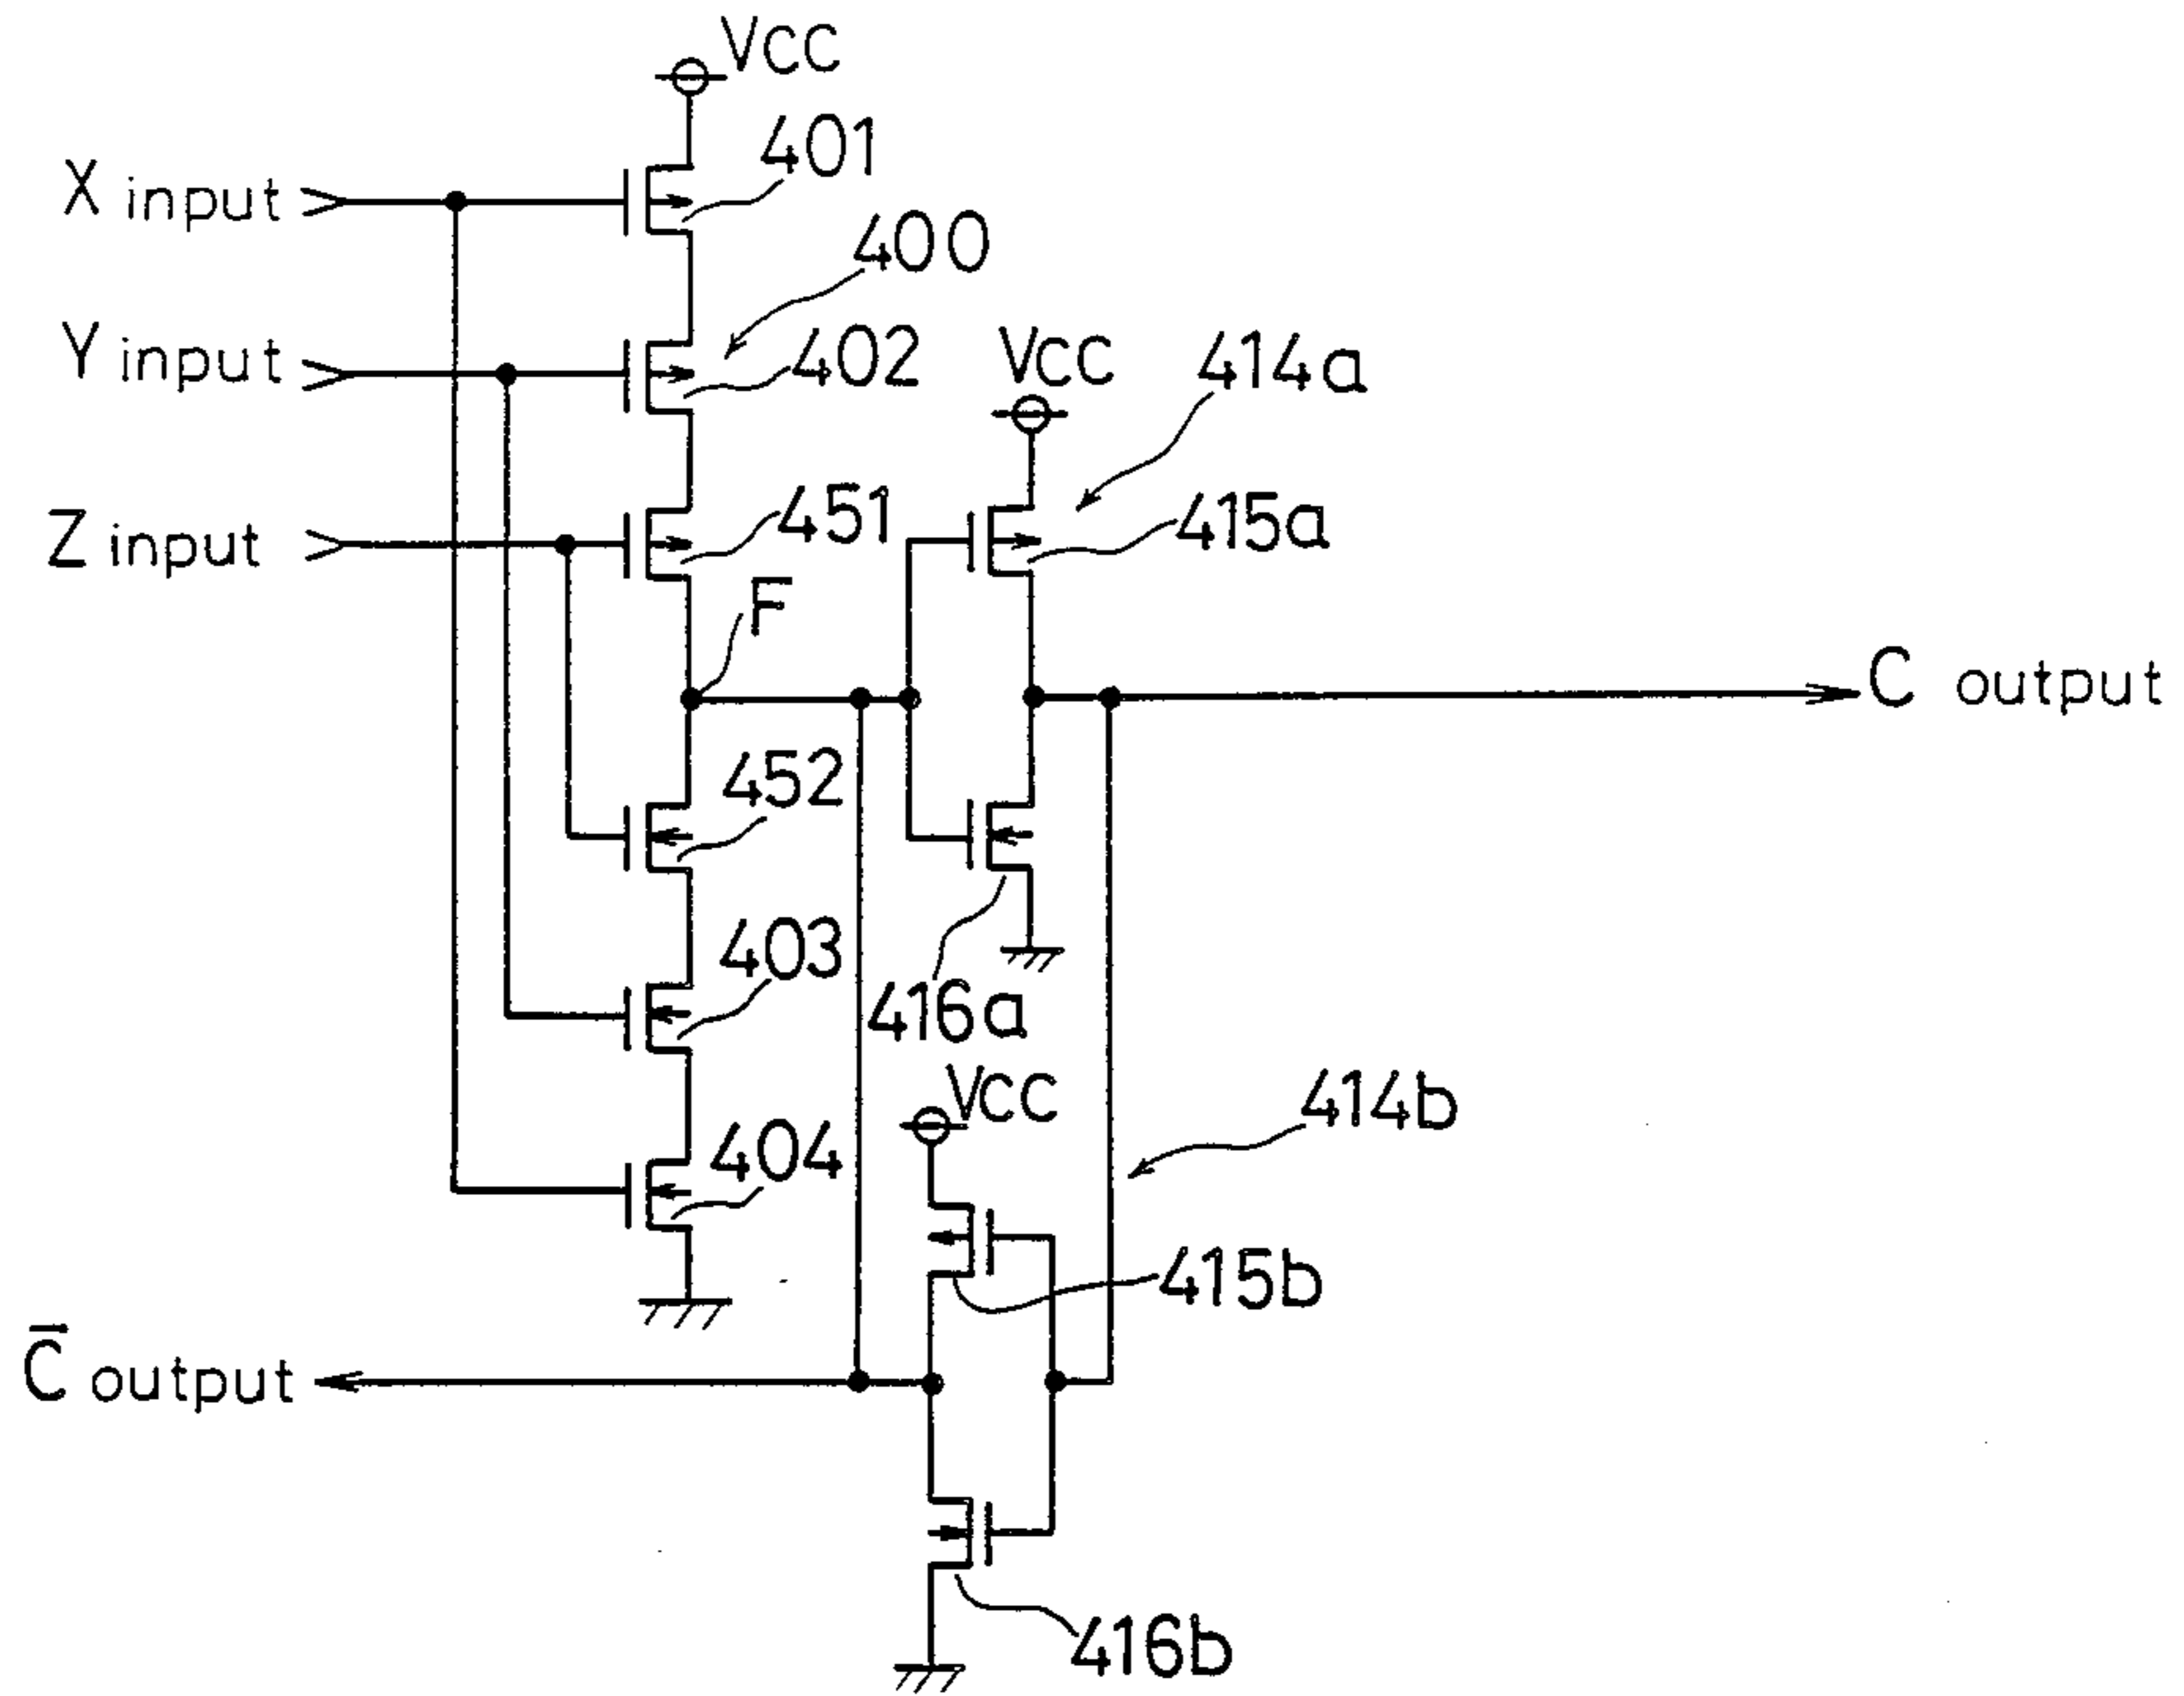 VCC
401
X input
400
Y input
402
VCC
414a
Z input
451
415a
F
C output
452
403
416a
VCC
414b
404
415b
C̄ output
416b